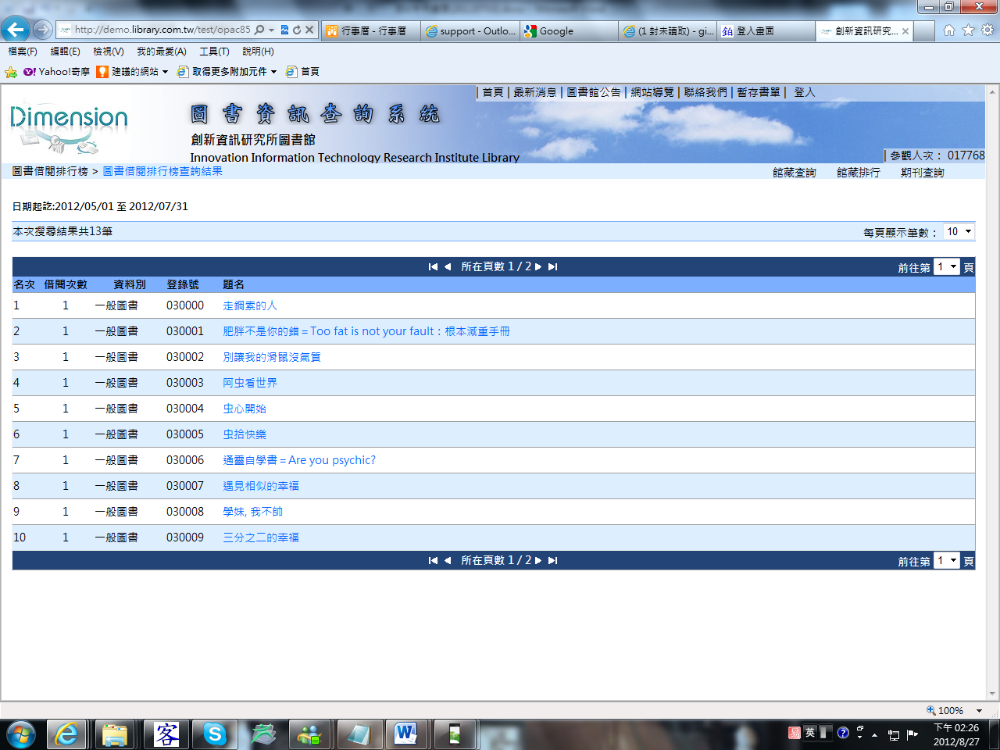 http://demo.library.com.tw/test/opac85
行事曆 - 行事曆
support - Outlo...
Google
(1 封未讀取) - gi...
登入畫面
創新資訊研究...
檔案(F) 編輯(E) 檢視(V) 我的最愛(A) 工具(T) 說明(H)
Yahoo!奇摩 建議的網站 取得更多附加元件 首頁
| 首頁 | 最新消息 | 圖書館公告 | 網站導覽 | 聯絡我們 | 暫存書單 | 登入
Dimension
圖書資訊查詢系統
創新資訊研究所圖書館
Innovation Information Technology Research Institute Library
| 參觀人次： 017768
圖書借閱排行榜 > 圖書借閱排行榜查詢結果
館藏查詢 館藏排行 期刊查詢
日期起訖:2012/05/01 至 2012/07/31
本次搜尋結果共13筆
每頁顯示筆數： 10
所在頁數 1 / 2
前往第 1 頁
名次 借閱次數 資料別 登錄號 題名
1 1 一般圖書 030000 走鋼索的人
2 1 一般圖書 030001 肥胖不是你的錯 = Too fat is not your fault : 根本減重手冊
3 1 一般圖書 030002 別讓我的滑鼠沒氣質
4 1 一般圖書 030003 阿虫看世界
5 1 一般圖書 030004 虫心開始
6 1 一般圖書 030005 虫拾快樂
7 1 一般圖書 030006 通靈自學書 = Are you psychic?
8 1 一般圖書 030007 遇見相似的幸福
9 1 一般圖書 030008 學妹, 我不帥
10 1 一般圖書 030009 三分之二的幸福
所在頁數 1 / 2
前往第 1 頁
100%
客
易 英
下午 02:26
2012/8/27